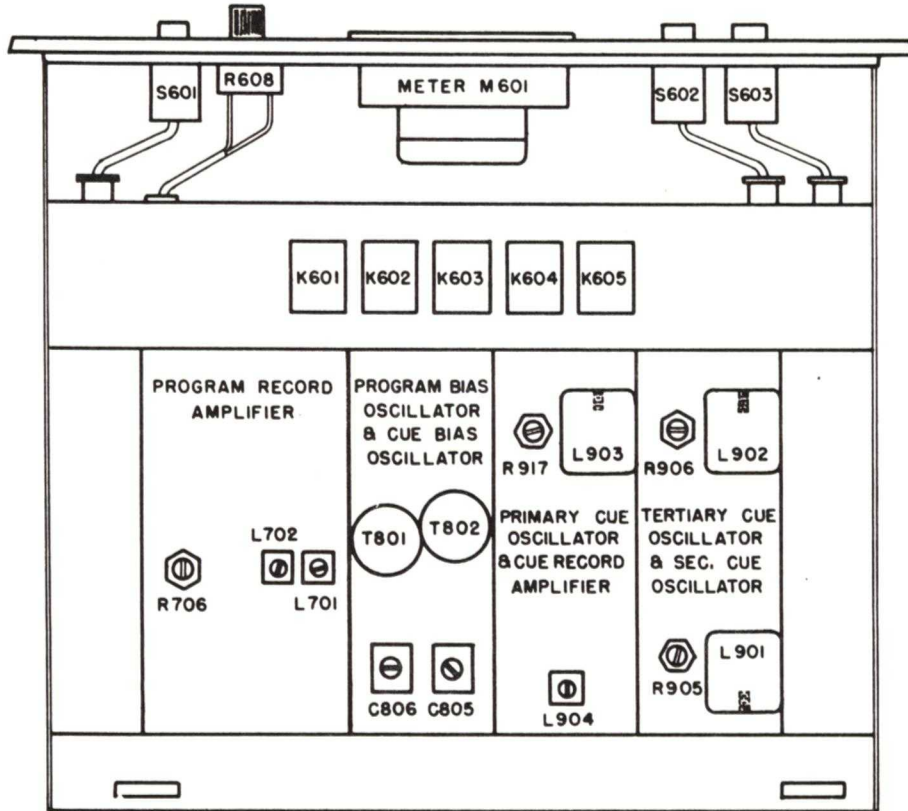 S601
R608
METER M601
S602
S603
K601
K602
K603
K604
K605
PROGRAM RECORD
AMPLIFIER
PROGRAM BIAS
OSCILLATOR
& CUE BIAS
OSCILLATOR
R917
L903
R906
L902
L702
L701
R706
T801
T802
PRIMARY CUE
OSCILLATOR
& CUE RECORD
AMPLIFIER
TERTIARY CUE
OSCILLATOR
& SEC. CUE
OSCILLATOR
C806
C805
L904
R905
L901